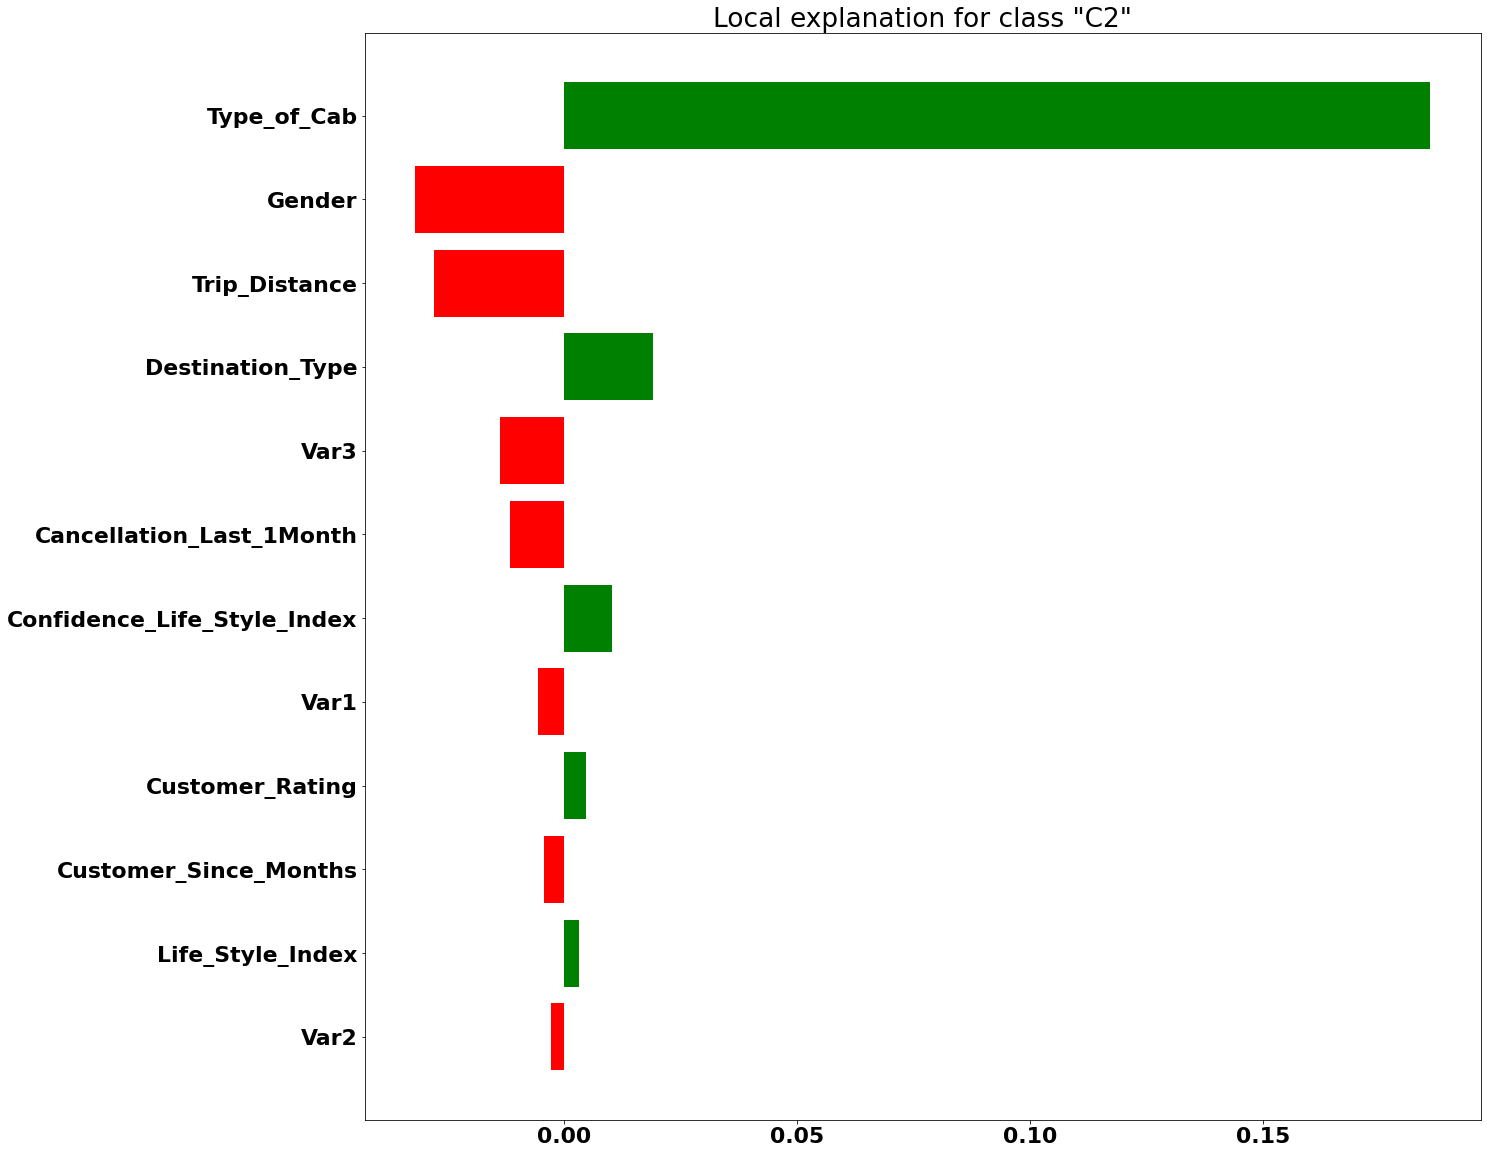 Local explanation for class "C2"
Type_of_Cab
Gender
Trip_Distance
Destination_Type
Var3
Cancellation_Last_1Month
Confidence_Life_Style_Index
Var1
Customer_Rating
Customer_Since_Months
Life_Style_Index
Var2
0.00 0.05 0.10 0.15